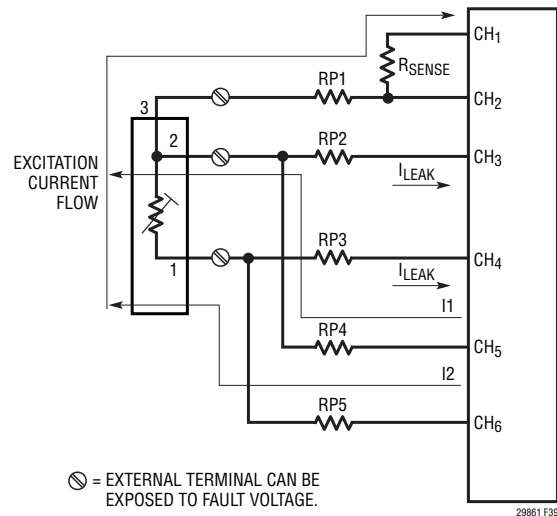 CH1
RSENSE
RP1
CH2
3
2
RP2
CH3
EXCITATION
CURRENT
FLOW
ILEAK
RP3
CH4
1
ILEAK
I1
RP4
CH5
I2
RP5
CH6
= EXTERNAL TERMINAL CAN BE
EXPOSED TO FAULT VOLTAGE.
29861 F39